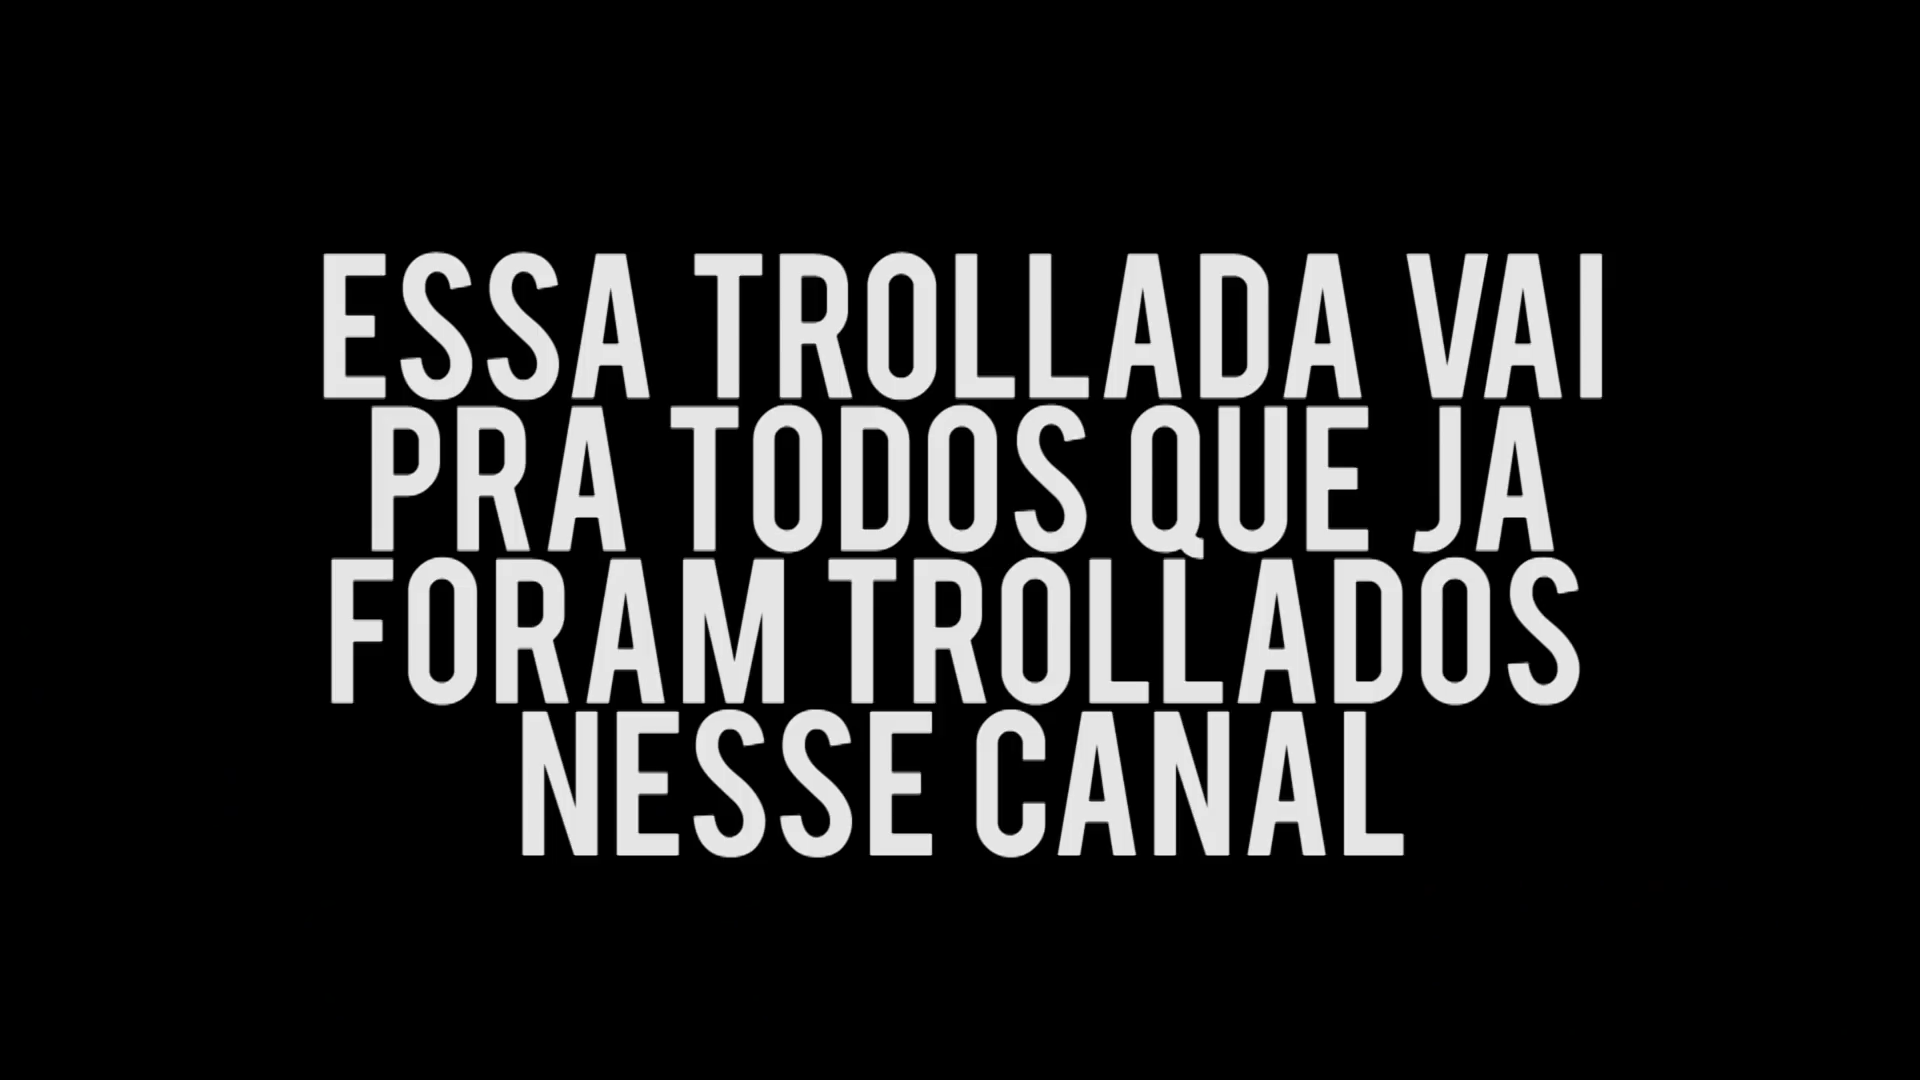 ESSA TROLLADA VAI
PRA TODOS QUE JA
FORAM TROLLADOS
NESSE CANAL